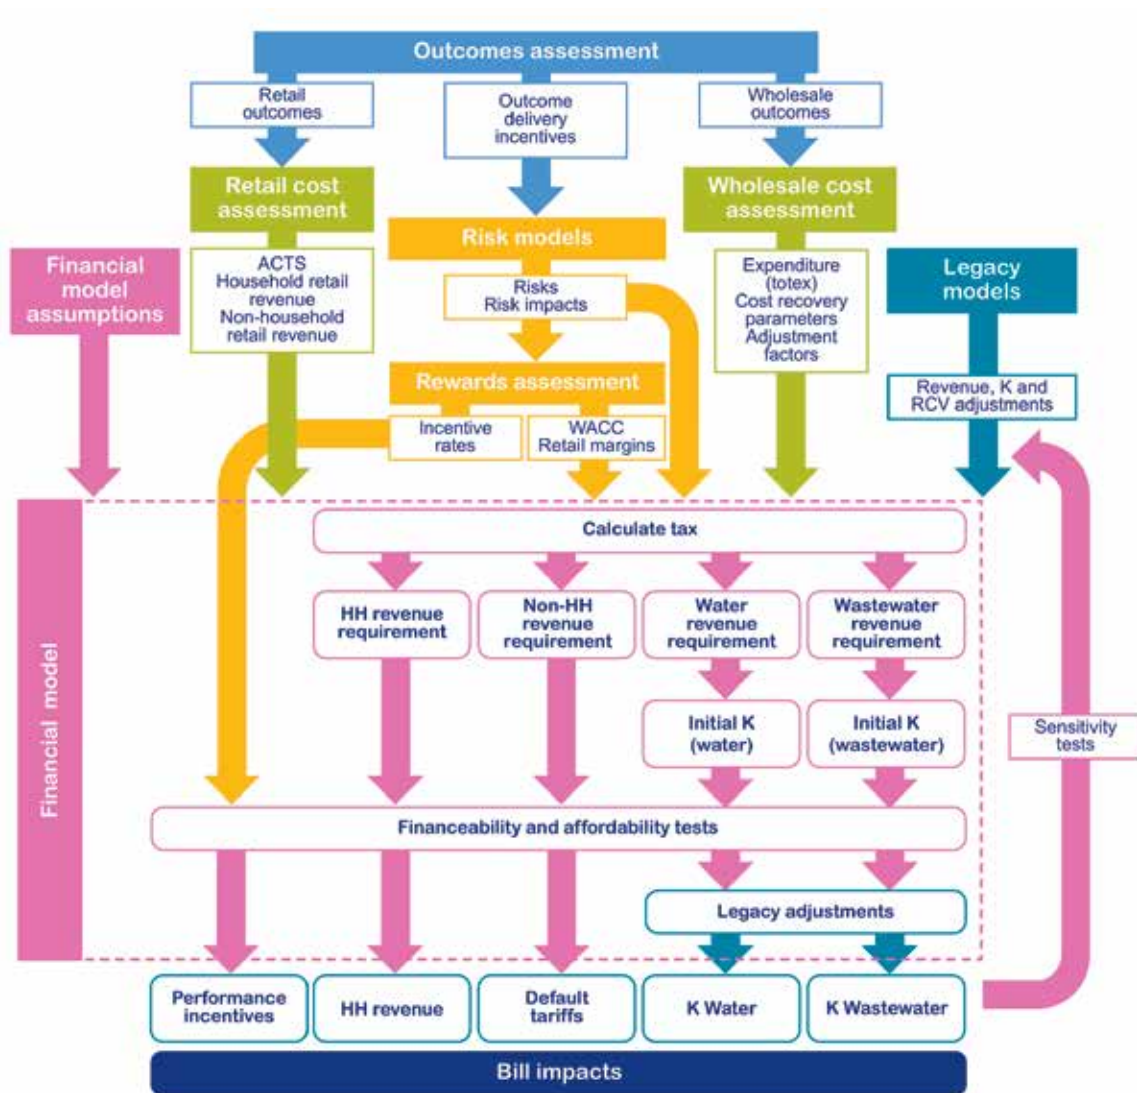 Outcomes assessment
Retail
outcomes
Outcome
delivery
incentives
Wholesale
outcomes
Retail cost
assessment
Wholesale cost
assessment
Risk models
Financial
model
assumptions
ACTS
Household retail
revenue
Non-household
retail revenue
Risks
Risk impacts
Expenditure
(totex)
Cost recovery
parameters
Adjustment
factors
Legacy
models
Rewards assessment
Revenue, K and
RCV adjustments
Incentive
rates
WACC
Retail margins
Financial model
Calculate tax
HH revenue
requirement
Non-HH
revenue
requirement
Water
revenue
requirement
Wastewater
revenue
requirement
Initial K
(water)
Initial K
(wastewater)
Sensitivity
tests
Financeability and affordability tests
Legacy adjustments
Performance
incentives
HH revenue
Default
tariffs
K Water
K Wastewater
Bill impacts